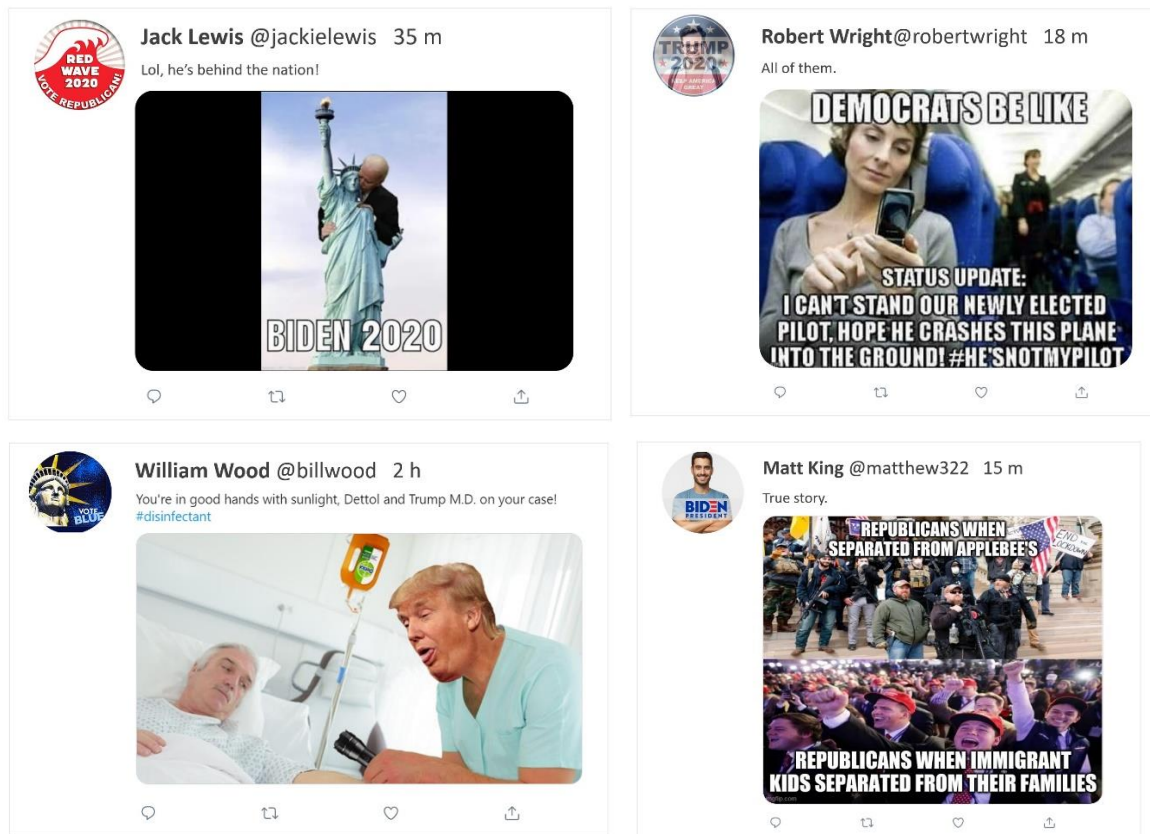 RED
WAVE
2020
VOTE REPUBLICAN!
Jack Lewis @jackielewis 35 m
Lol, he's behind the nation!
BIDEN 2020
TRUMP
2020
KEEP AMERICA
GREAT
Robert Wright@robertwright 18 m
All of them.
DEMOCRATS BE LIKE
STATUS UPDATE:
I CAN'T STAND OUR NEWLY ELECTED
PILOT, HOPE HE CRASHES THIS PLANE
INTO THE GROUND! #HE'SNOTMYPILOT
VOTE
BLUE
William Wood @billwood 2 h
You're in good hands with sunlight, Dettol and Trump M.D. on your case!
#disinfectant
BIDEN
PRESIDENT
Matt King @matthew322 15 m
True story.
REPUBLICANS WHEN
SEPARATED FROM APPLEBEE'S
END the
LOCKDOWN
REPUBLICANS WHEN IMMIGRANT
KIDS SEPARATED FROM THEIR FAMILIES